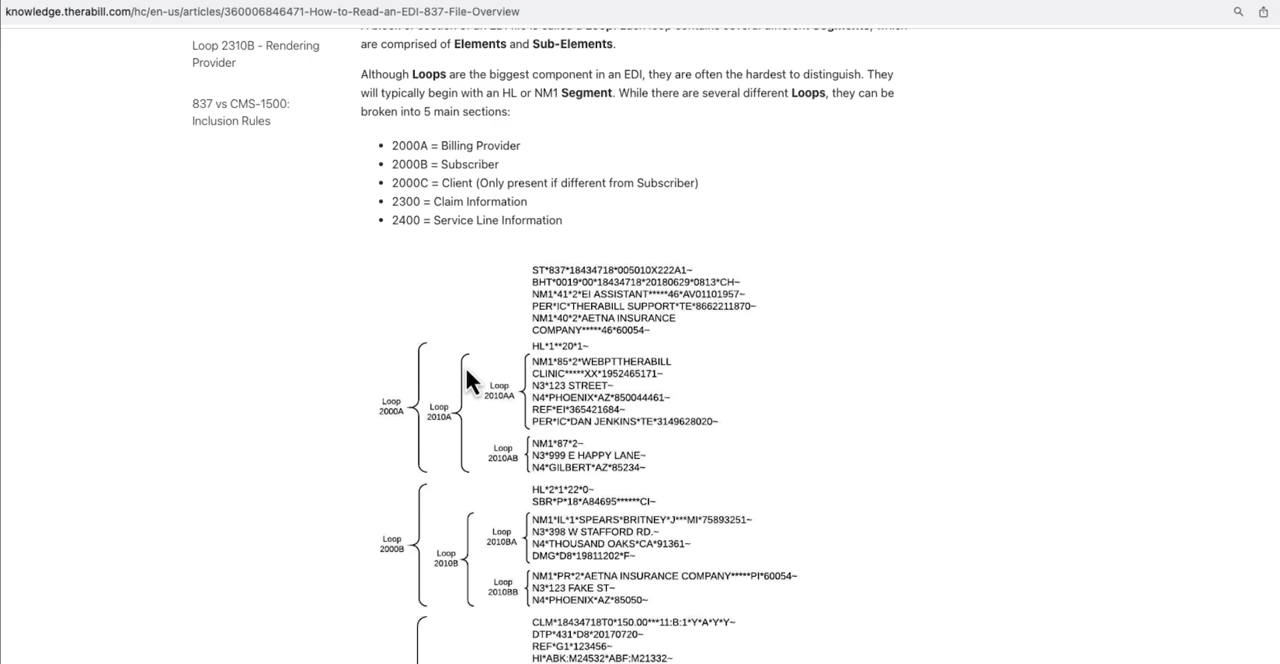 knowledge.therabill.com/hc/en-us/articles/360006846471-How-to-Read-an-EDI-837-File-Overview
Loop 2310B - Rendering
Provider
837 vs CMS-1500:
Inclusion Rules
are comprised of Elements and Sub-Elements.
Although Loops are the biggest component in an EDI, they are often the hardest to distinguish. They
will typically begin with an HL or NM1 Segment. While there are several different Loops, they can be
broken into 5 main sections:
• 2000A = Billing Provider
• 2000B = Subscriber
• 2000C = Client (Only present if different from Subscriber)
• 2300 = Claim Information
• 2400 = Service Line Information
ST*837*18434718*005010X222A1~
BHT*0019*00*18434718*20180629*0813*CH~
NM1*41*2*EI ASSISTANT*****46*AV01101957~
PER*IC*THERABILL SUPPORT*TE*8662211870~
NM1*40*2*AETNA INSURANCE
COMPANY*****46*60054~
HL*1**20*1~
Loop
2000A
Loop
2010A
Loop
2010AA
NM1*85*2*WEBPTTHERABILL
CLINIC*****XX*1952465171~
N3*123 STREET~
N4*PHOENIX*AZ*850044461~
REF*EI*365421684~
PER*IC*DAN JENKINS*TE*3149628020~
Loop
2010AB
NM1*87*2~
N3*999 E HAPPY LANE~
N4*GILBERT*AZ*85234~
HL*2*1*22*0~
SBR*P*18*A84695******CI~
Loop
2000B
Loop
2010B
Loop
2010BA
NM1*IL*1*SPEARS*BRITNEY*J***MI*75893251~
N3*398 W STAFFORD RD.~
N4*THOUSAND OAKS*CA*91361~
DMG*D8*19811202*F~
Loop
2010BB
NM1*PR*2*AETNA INSURANCE COMPANY*****PI*60054~
N3*123 FAKE ST~
N4*PHOENIX*AZ*85050~
CLM*18434718T0*150.00***11:B:1*Y*A*Y*Y~
DTP*431*D8*20170720~
REF*G1*123456~
HI*ABK:M24532*ABF:M21332~